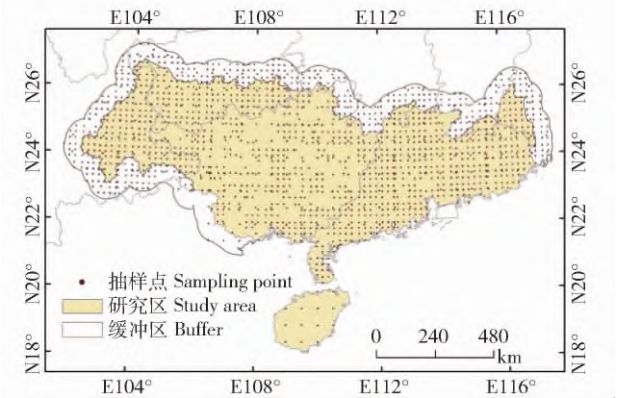 E104° E108° E112° E116°
N26°
N24°
N22°
N20°
N18°
N26°
N24°
N22°
N20°
N18°
抽样点 Sampling point
研究区 Study area
缓冲区 Buffer
0 240 480
km
E104° E108° E112° E116°